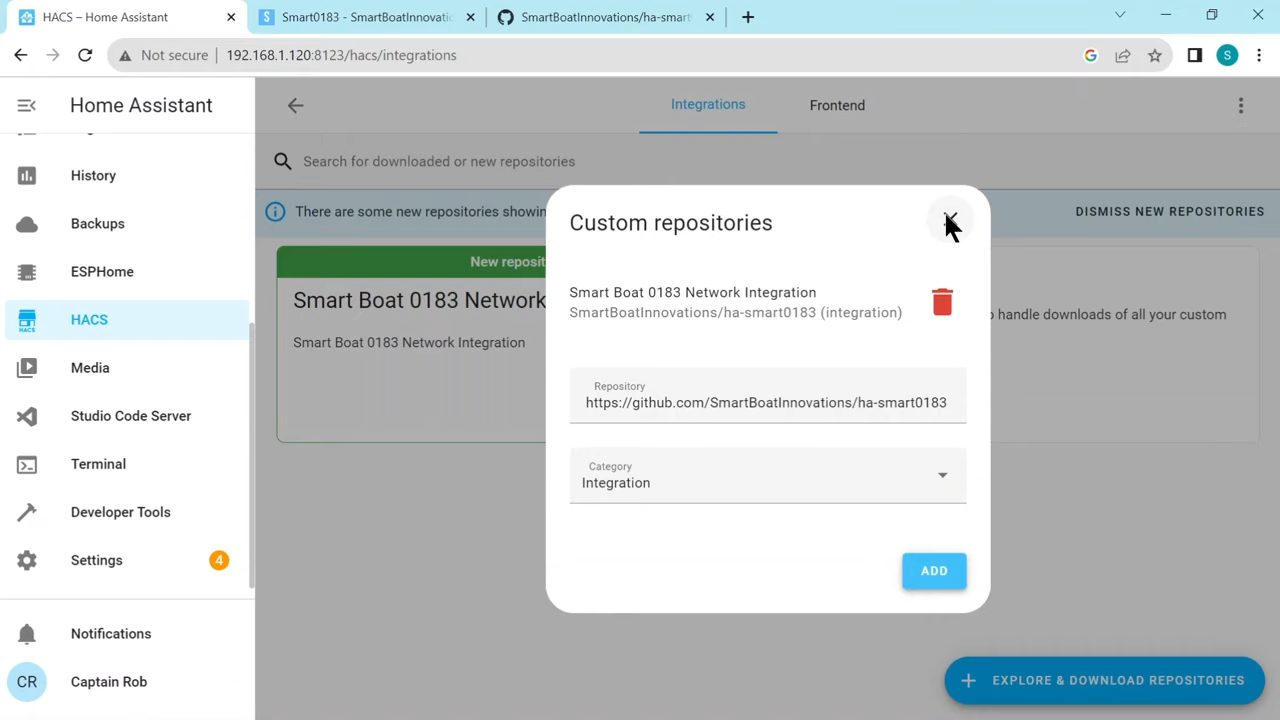 HACS – Home Assistant
Smart0183 - SmartBoatInnovatic
SmartBoatInnovations/ha-smart
Not secure
192.168.1.120:8123/hacs/integrations
S
Home Assistant
Integrations
Frontend
Search for downloaded or new repositories
History
Backups
ESPHome
HACS
HACS
Media
Studio Code Server
Terminal
Developer Tools
Settings
4
Notifications
CR
Captain Rob
There are some new repositories showin
DISMISS NEW REPOSITORIES
New reposit
Smart Boat 0183 Network
Smart Boat 0183 Network Integration
to handle downloads of all your custom
Custom repositories
Smart Boat 0183 Network Integration
SmartBoatInnovations/ha-smart0183 (integration)
Repository
https://github.com/SmartBoatInnovations/ha-smart0183
Category
Integration
ADD
EXPLORE & DOWNLOAD REPOSITORIES